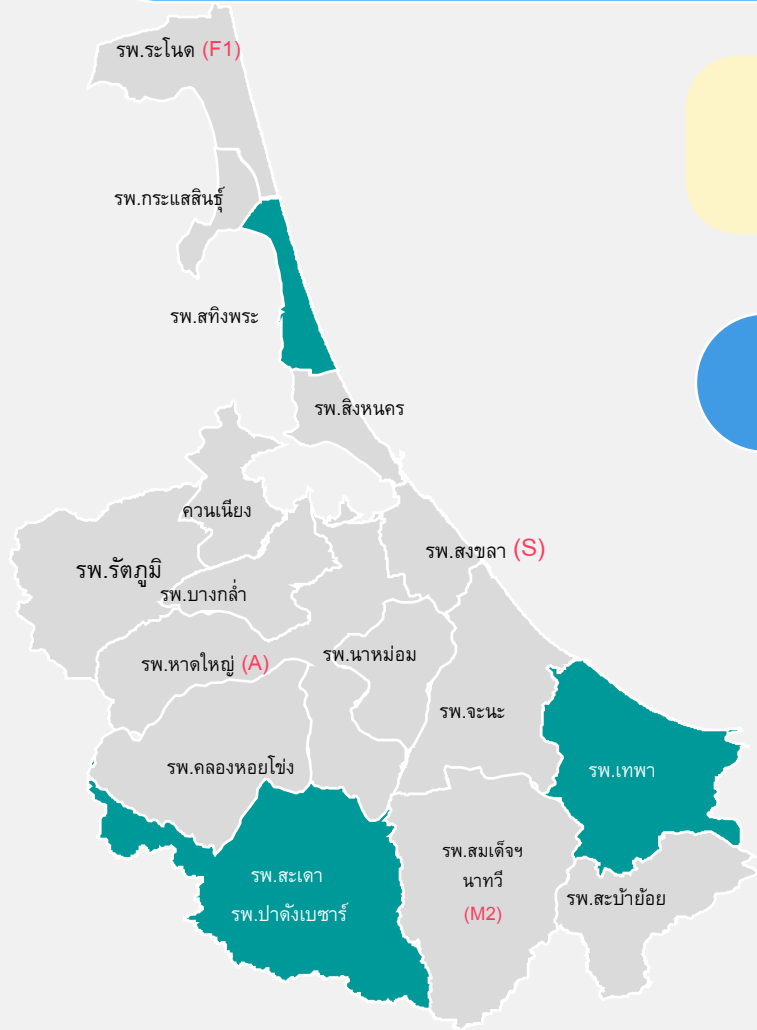 รพ.ระโนด (F1)
รพ.กระแสสินธุ์
รพ.สทิงพระ
รพ.สิงหนคร
ควนเนียง
รพ.สงขลา (S)
รพ.รัตภูมิ
รพ.บางกล่ำ
รพ.นาหม่อม
รพ.หาดใหญ่ (A)
รพ.จะนะ
รพ.คลองหอยโข่ง
รพ.เทพา
รพ.สมเด็จฯ
นาทวี
(M2)
รพ.สะเดา
รพ.ปาดังเบซาร์
รพ.สะบ้าย้อย